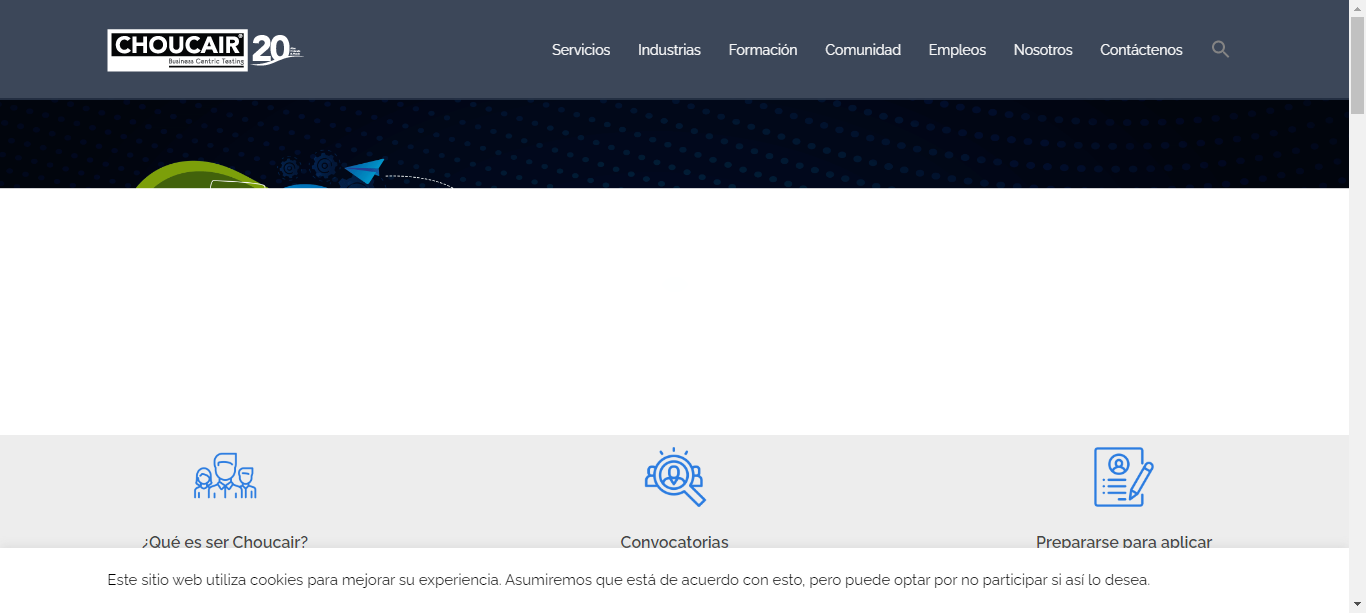 CHOUCAIR®
Business Centric Testing
20
Servicios
Industrias
Formación
Comunidad
Empleos
Nosotros
Contáctenos
¿Qué es ser Choucair?
Convocatorias
Prepararse para aplicar
Este sitio web utiliza cookies para mejorar su experiencia. Asumiremos que está de acuerdo con esto, pero puede optar por no participar si así lo desea.